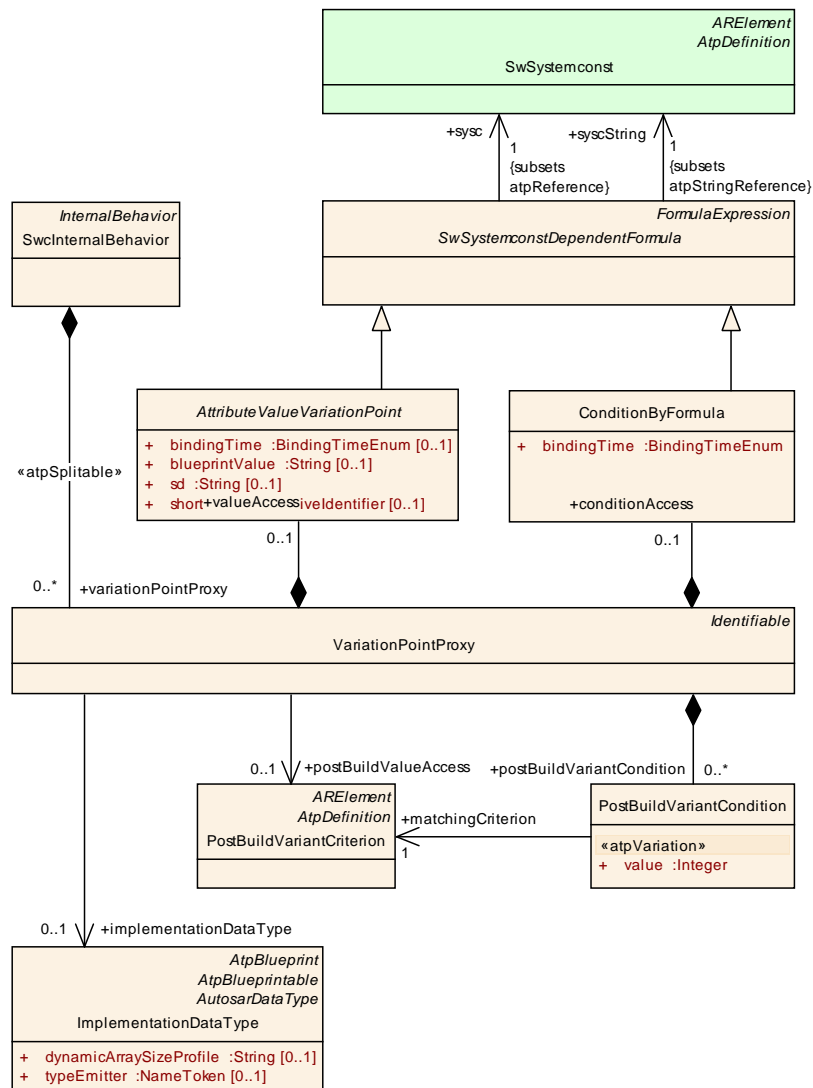 ARElement
AtpDefinition
SwSystemconst
+sysc
+syscString
1
{subsets
atpReference}
1
{subsets
atpStringReference}
InternalBehavior
SwcInternalBehavior
FormulaExpression
SwSystemconstDependentFormula
AttributeValueVariationPoint
+ bindingTime :BindingTimeEnum [0..1]
+ blueprintValue :String [0..1]
+ sd :String [0..1]
+ short
+valueAccess
iveIdentifier [0..1]
ConditionByFormula
+ bindingTime :BindingTimeEnum
+conditionAccess
«atpSplitable»
0..1
0..1
0..*
+variationPointProxy
Identifiable
VariationPointProxy
0..1
+postBuildValueAccess
+postBuildVariantCondition
0..*
ARElement
AtpDefinition
PostBuildVariantCriterion
+matchingCriterion
1
PostBuildVariantCondition
«atpVariation»
+ value :Integer
0..1
+implementationDataType
AtpBlueprint
AtpBlueprintable
AutosarDataType
ImplementationDataType
+ dynamicArraySizeProfile :String [0..1]
+ typeEmitter :NameToken [0..1]